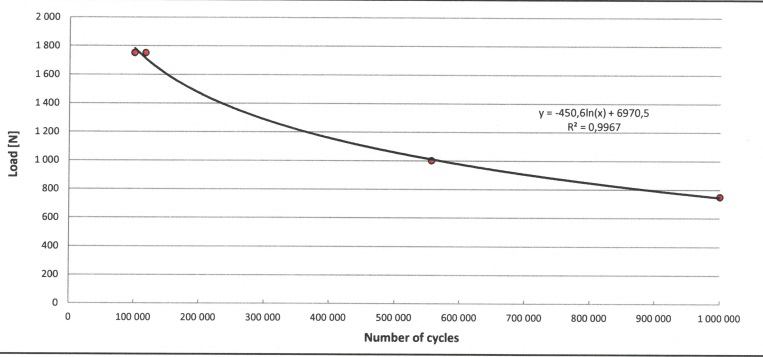 2 000
1 800
1 600
1 400
1 200
1 000
800
600
400
200
0
Load [N]
y = -450,6ln(x) + 6970,5
R² = 0,9967
0 100 000 200 000 300 000 400 000 500 000 600 000 700 000 800 000 900 000 1 000 000
Number of cycles